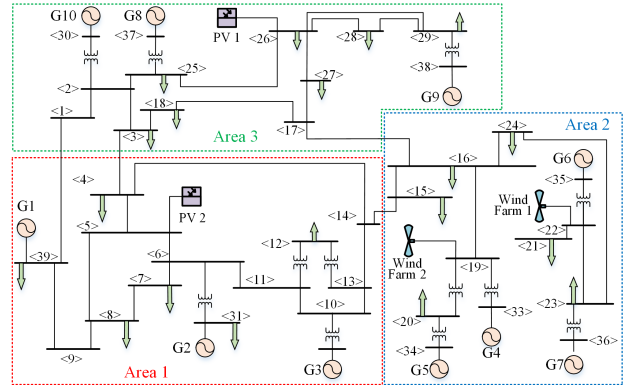 G10
G8
<30>
<37>
PV 1
<26>
<28>
<29>
<25>
<38>
<2>
<27>
G9
<1>
<18>
<3>
<17>
Area 3
<24>
Area 2
<16>
G6
<4>
<15>
<35>
G1
PV 2
<14>
Wind
Farm 1
<5>
<12>
<22>
<6>
Wind
Farm 2
<21>
<39>
<7>
<11>
<13>
<19>
<10>
<23>
<8>
<31>
<20>
<33>
<9>
G2
<34>
G4
<36>
Area 1
G3
G5
G7